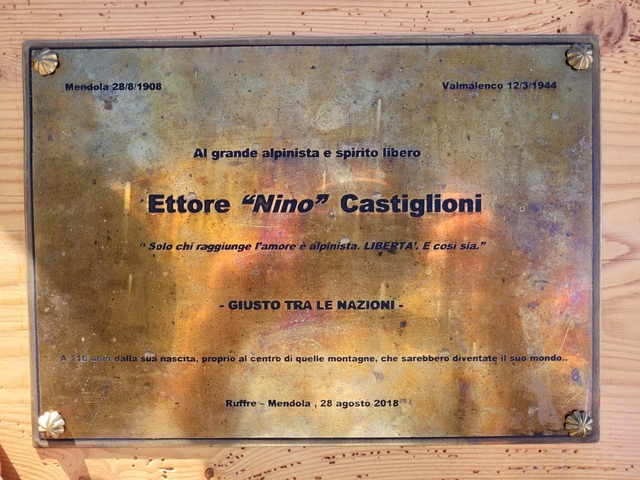 Mendola 28/8/1908 Valmalenco 12/3/1944
Al grande alpinista e spirito libero
Ettore “Nino” Castiglioni
“ Solo chi raggiunge l'amore è alpinista. LIBERTA'. E così sia.”
- GIUSTO TRA LE NAZIONI -
A 110 anni dalla sua nascita, proprio al centro di quelle montagne, che sarebbero diventate il suo mondo..
Ruffrè – Mendola , 28 agosto 2018